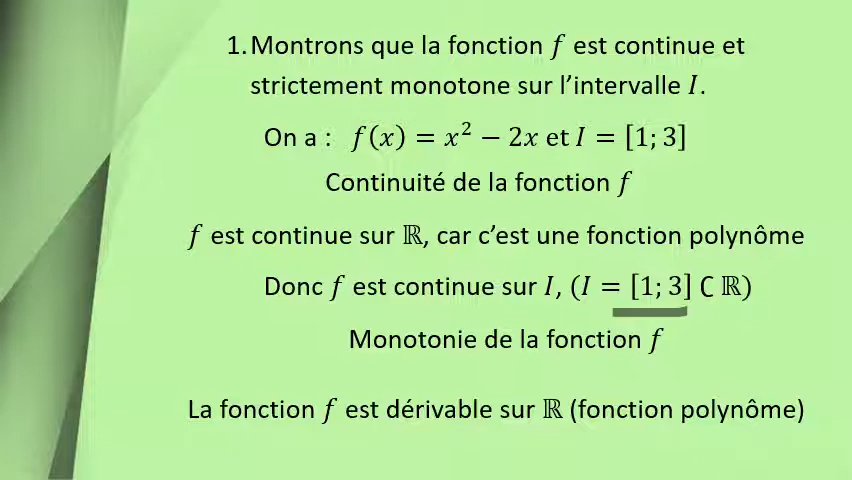 1. Montrons que la fonction 𝑓 est continue et
strictement monotone sur l’intervalle 𝐼.
On a : 𝑓(𝑥) = 𝑥² − 2𝑥 et 𝐼 = [1; 3]
Continuité de la fonction 𝑓
𝑓 est continue sur ℝ, car c’est une fonction polynôme
Donc 𝑓 est continue sur 𝐼, (𝐼 = [1; 3] ⊂ ℝ)
Monotonie de la fonction 𝑓
La fonction 𝑓 est dérivable sur ℝ (fonction polynôme)